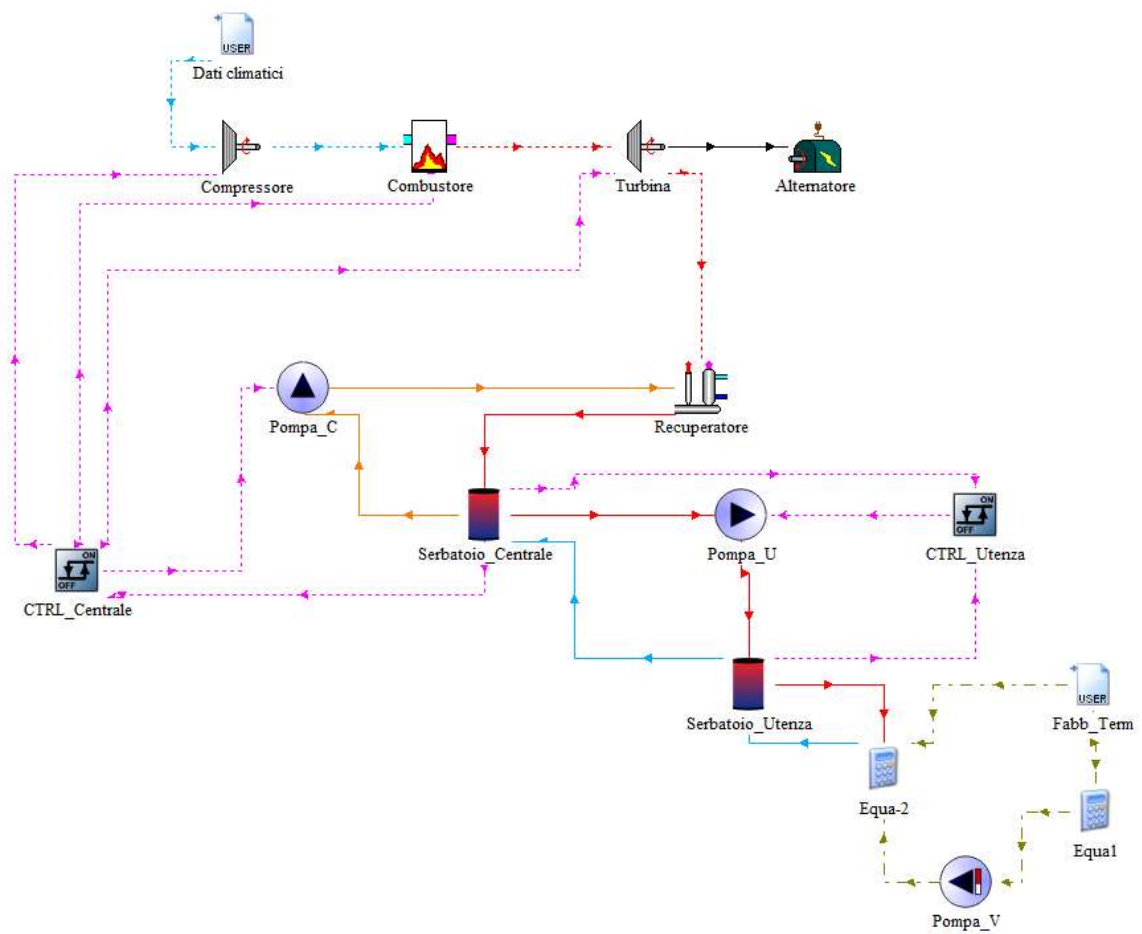 USER
Dati climatici
Compressore
Combustore
Turbina
Alternatore
Pompa_C
Recuperatore
Serbatoio_Centrale
Pompa_U
ON
OFF
CTRL_Utenza
ON
OFF
CTRL_Centrale
Serbatoio_Utenza
USER
Fabb_Term
Equa-2
Equa1
Pompa_V